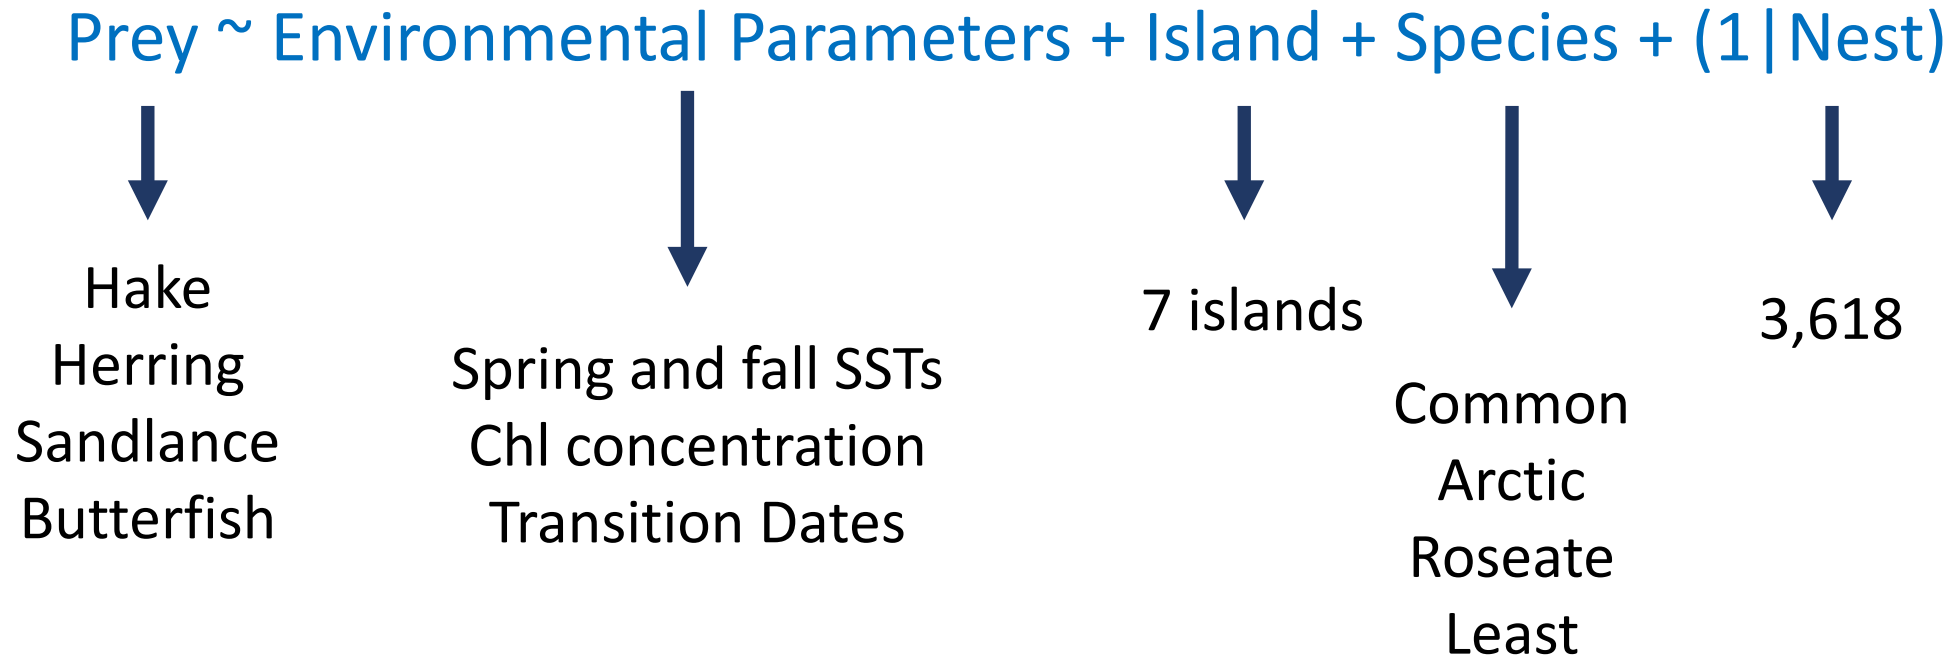 Prey ~ Environmental Parameters + Island + Species + (1|Nest)
Hake
Herring
Sandlance
Butterfish
Spring and fall SSTs
Chl concentration
Transition Dates
7 islands
Common
Arctic
Roseate
Least
3,618